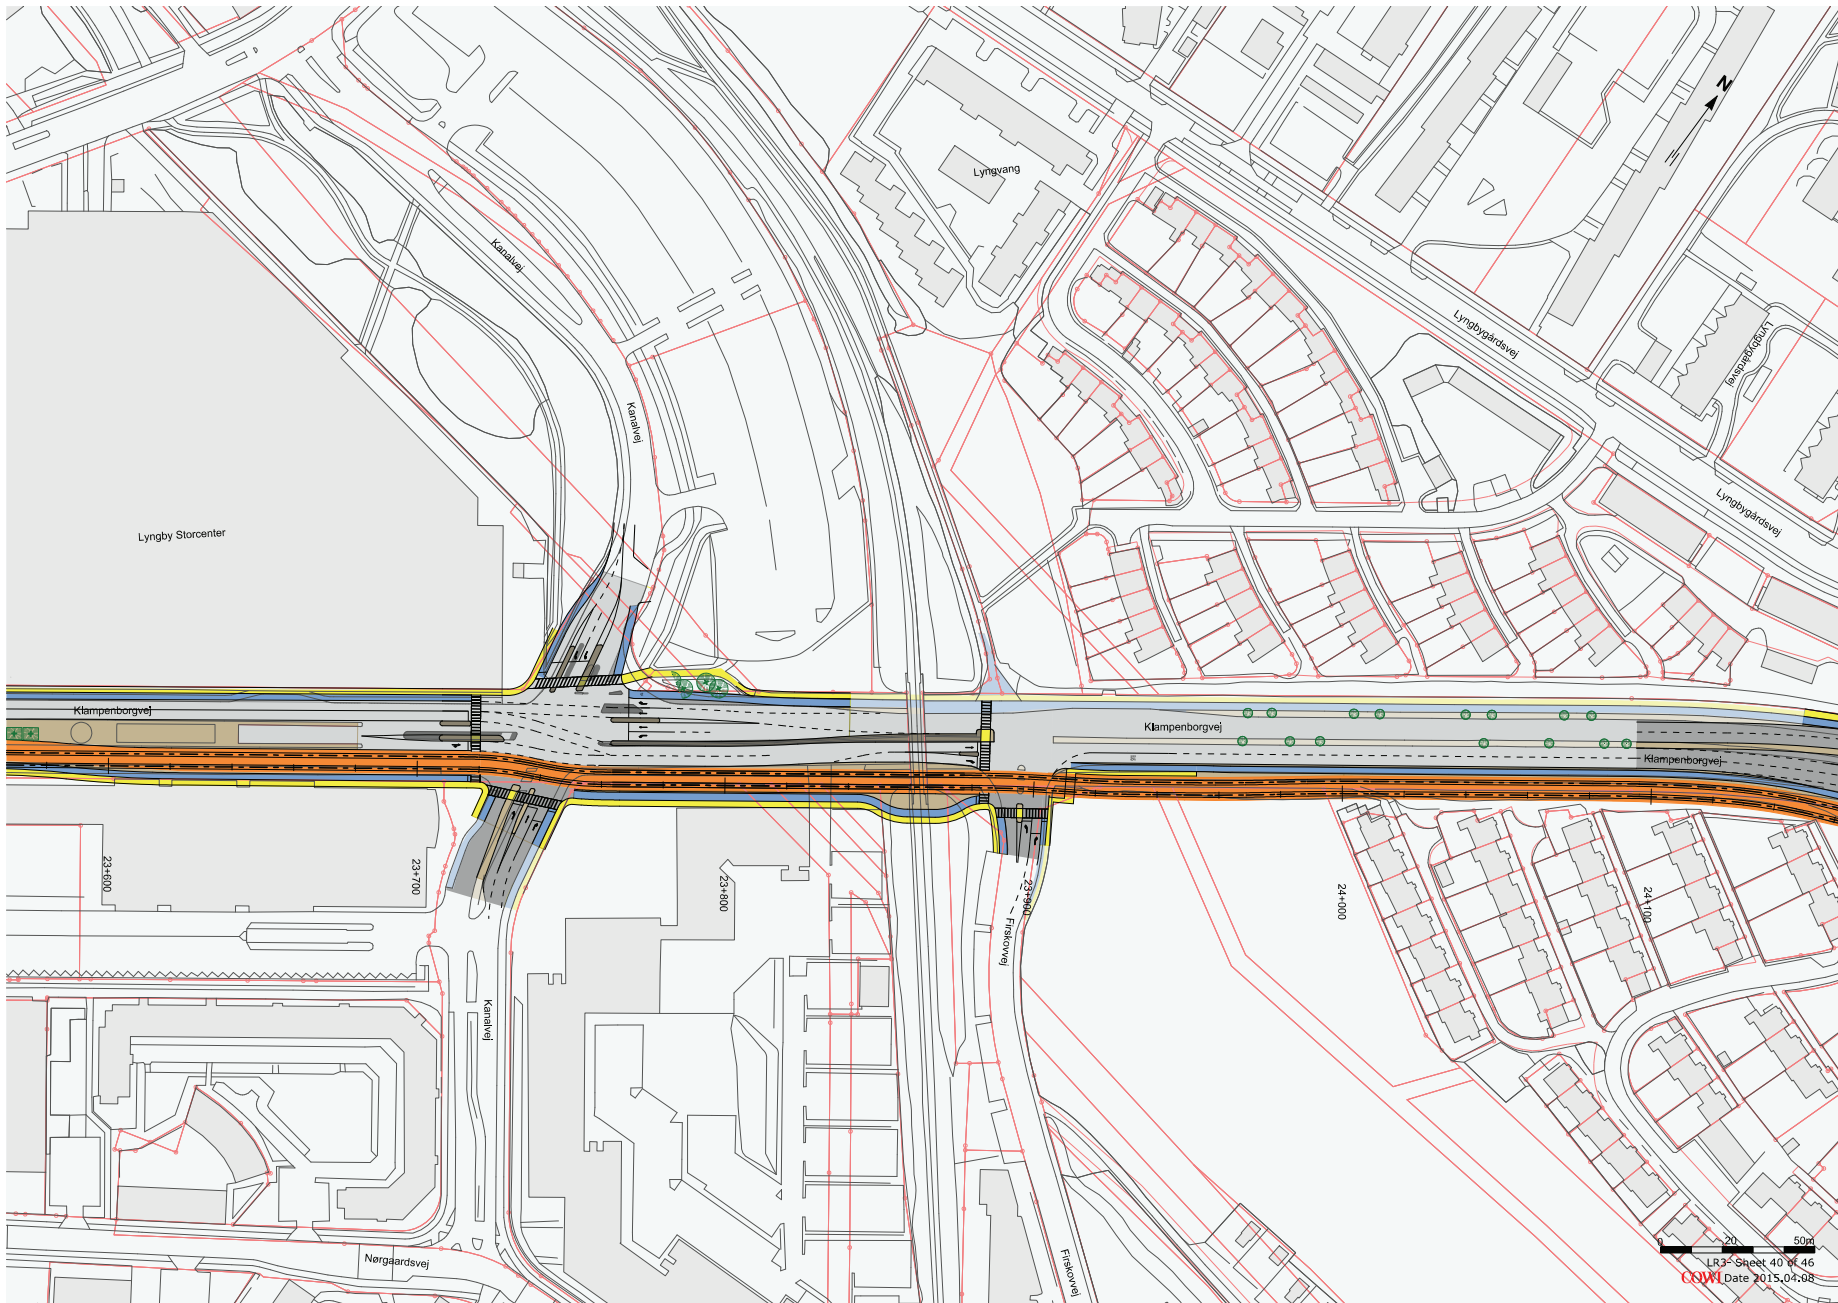 N
Lyngvang
Kanalvej
Lyngbygårdsvej
Lyngbygårdsvej
Kanalvej
Lyngbygårdsvej
Lyngby Storcenter
Klampenborgvej
Klampenborgvej
Klampenborgvej
23+600
23+700
23+800
23+900
24+000
24+100
Firskovvej
Kanalvej
Nørgaardsvej
Firskovvej
0 20 50m
LR3- Sheet 40 of 46
COWI Date 2015.04.08